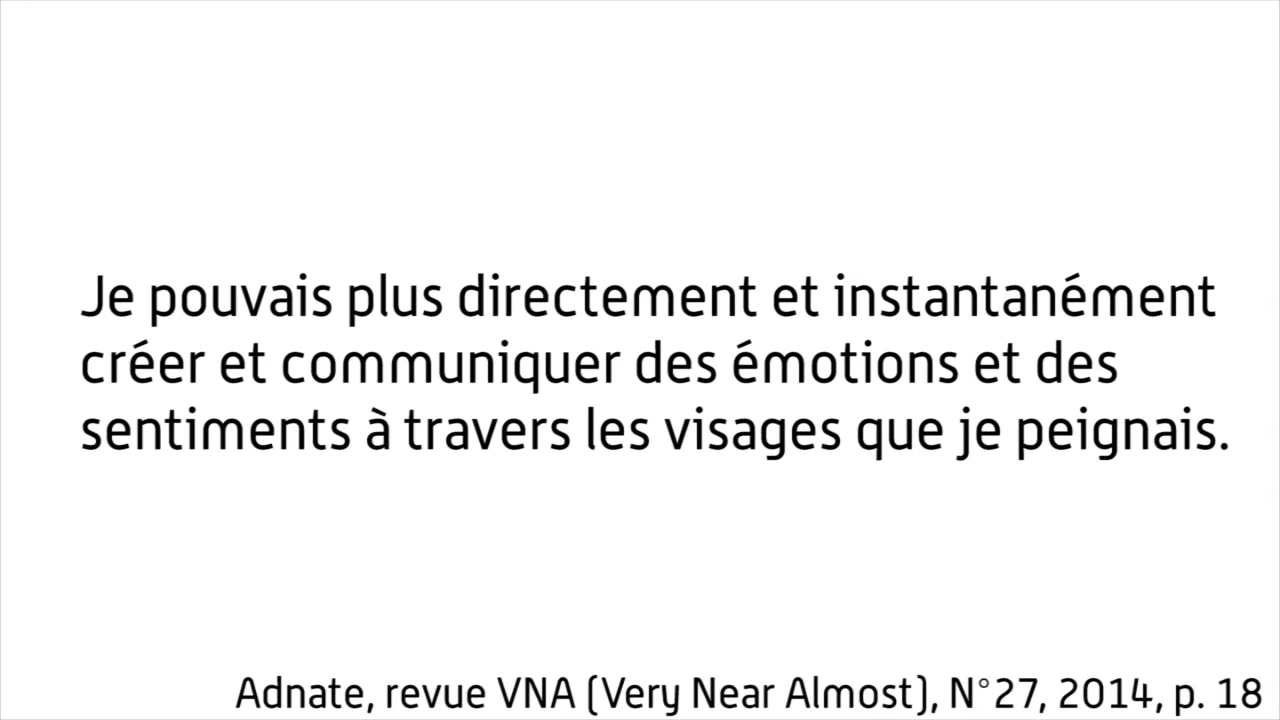 Je pouvais plus directement et instantanément
créer et communiquer des émotions et des
sentiments à travers les visages que je peignais.
Adnate, revue VNA (Very Near Almost), N°27, 2014, p. 18